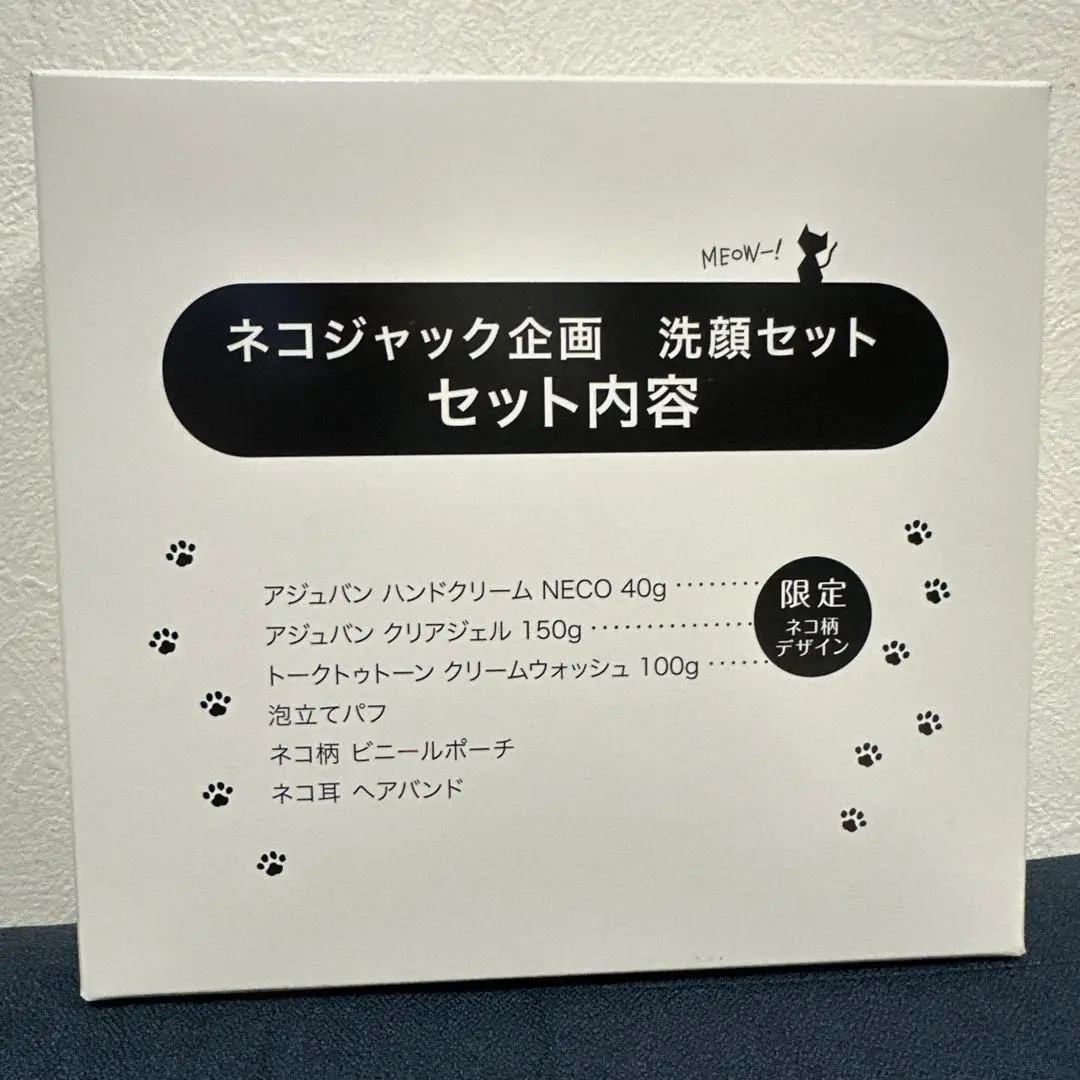 MEOW-!
ネコジャック企画　洗顔セット
セット内容
アジュバン ハンドクリーム NECO 40g ········
アジュバン クリアジェル 150g ···············
トークトゥトーン クリームウォッシュ 100g ······
限定
ネコ柄
デザイン
泡立てパフ
ネコ柄 ビニールポーチ
ネコ耳 ヘアバンド